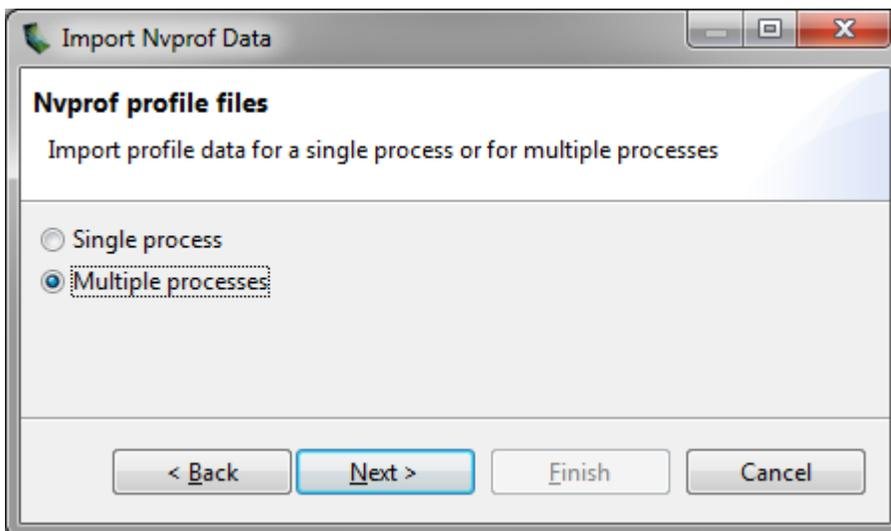 Import Nvprof Data
Nvprof profile files
Import profile data for a single process or for multiple processes
Single process
Multiple processes
< Back Next > Finish Cancel